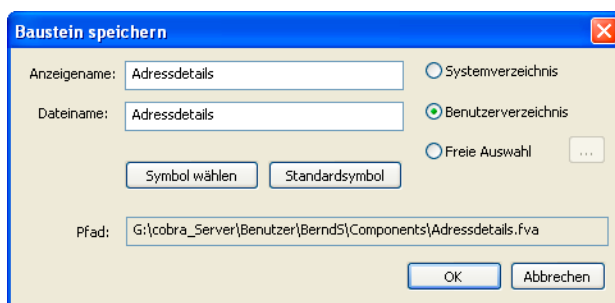 Baustein speichern
Anzeigename: Adressdetails Systemverzeichnis
Dateiname: Adressdetails Benutzerverzeichnis
Freie Auswahl ...
Symbol wählen Standardsymbol
Pfad: G:\cobra_Server\Benutzer\BerndS\Components\Adressdetails.fva
OK Abbrechen